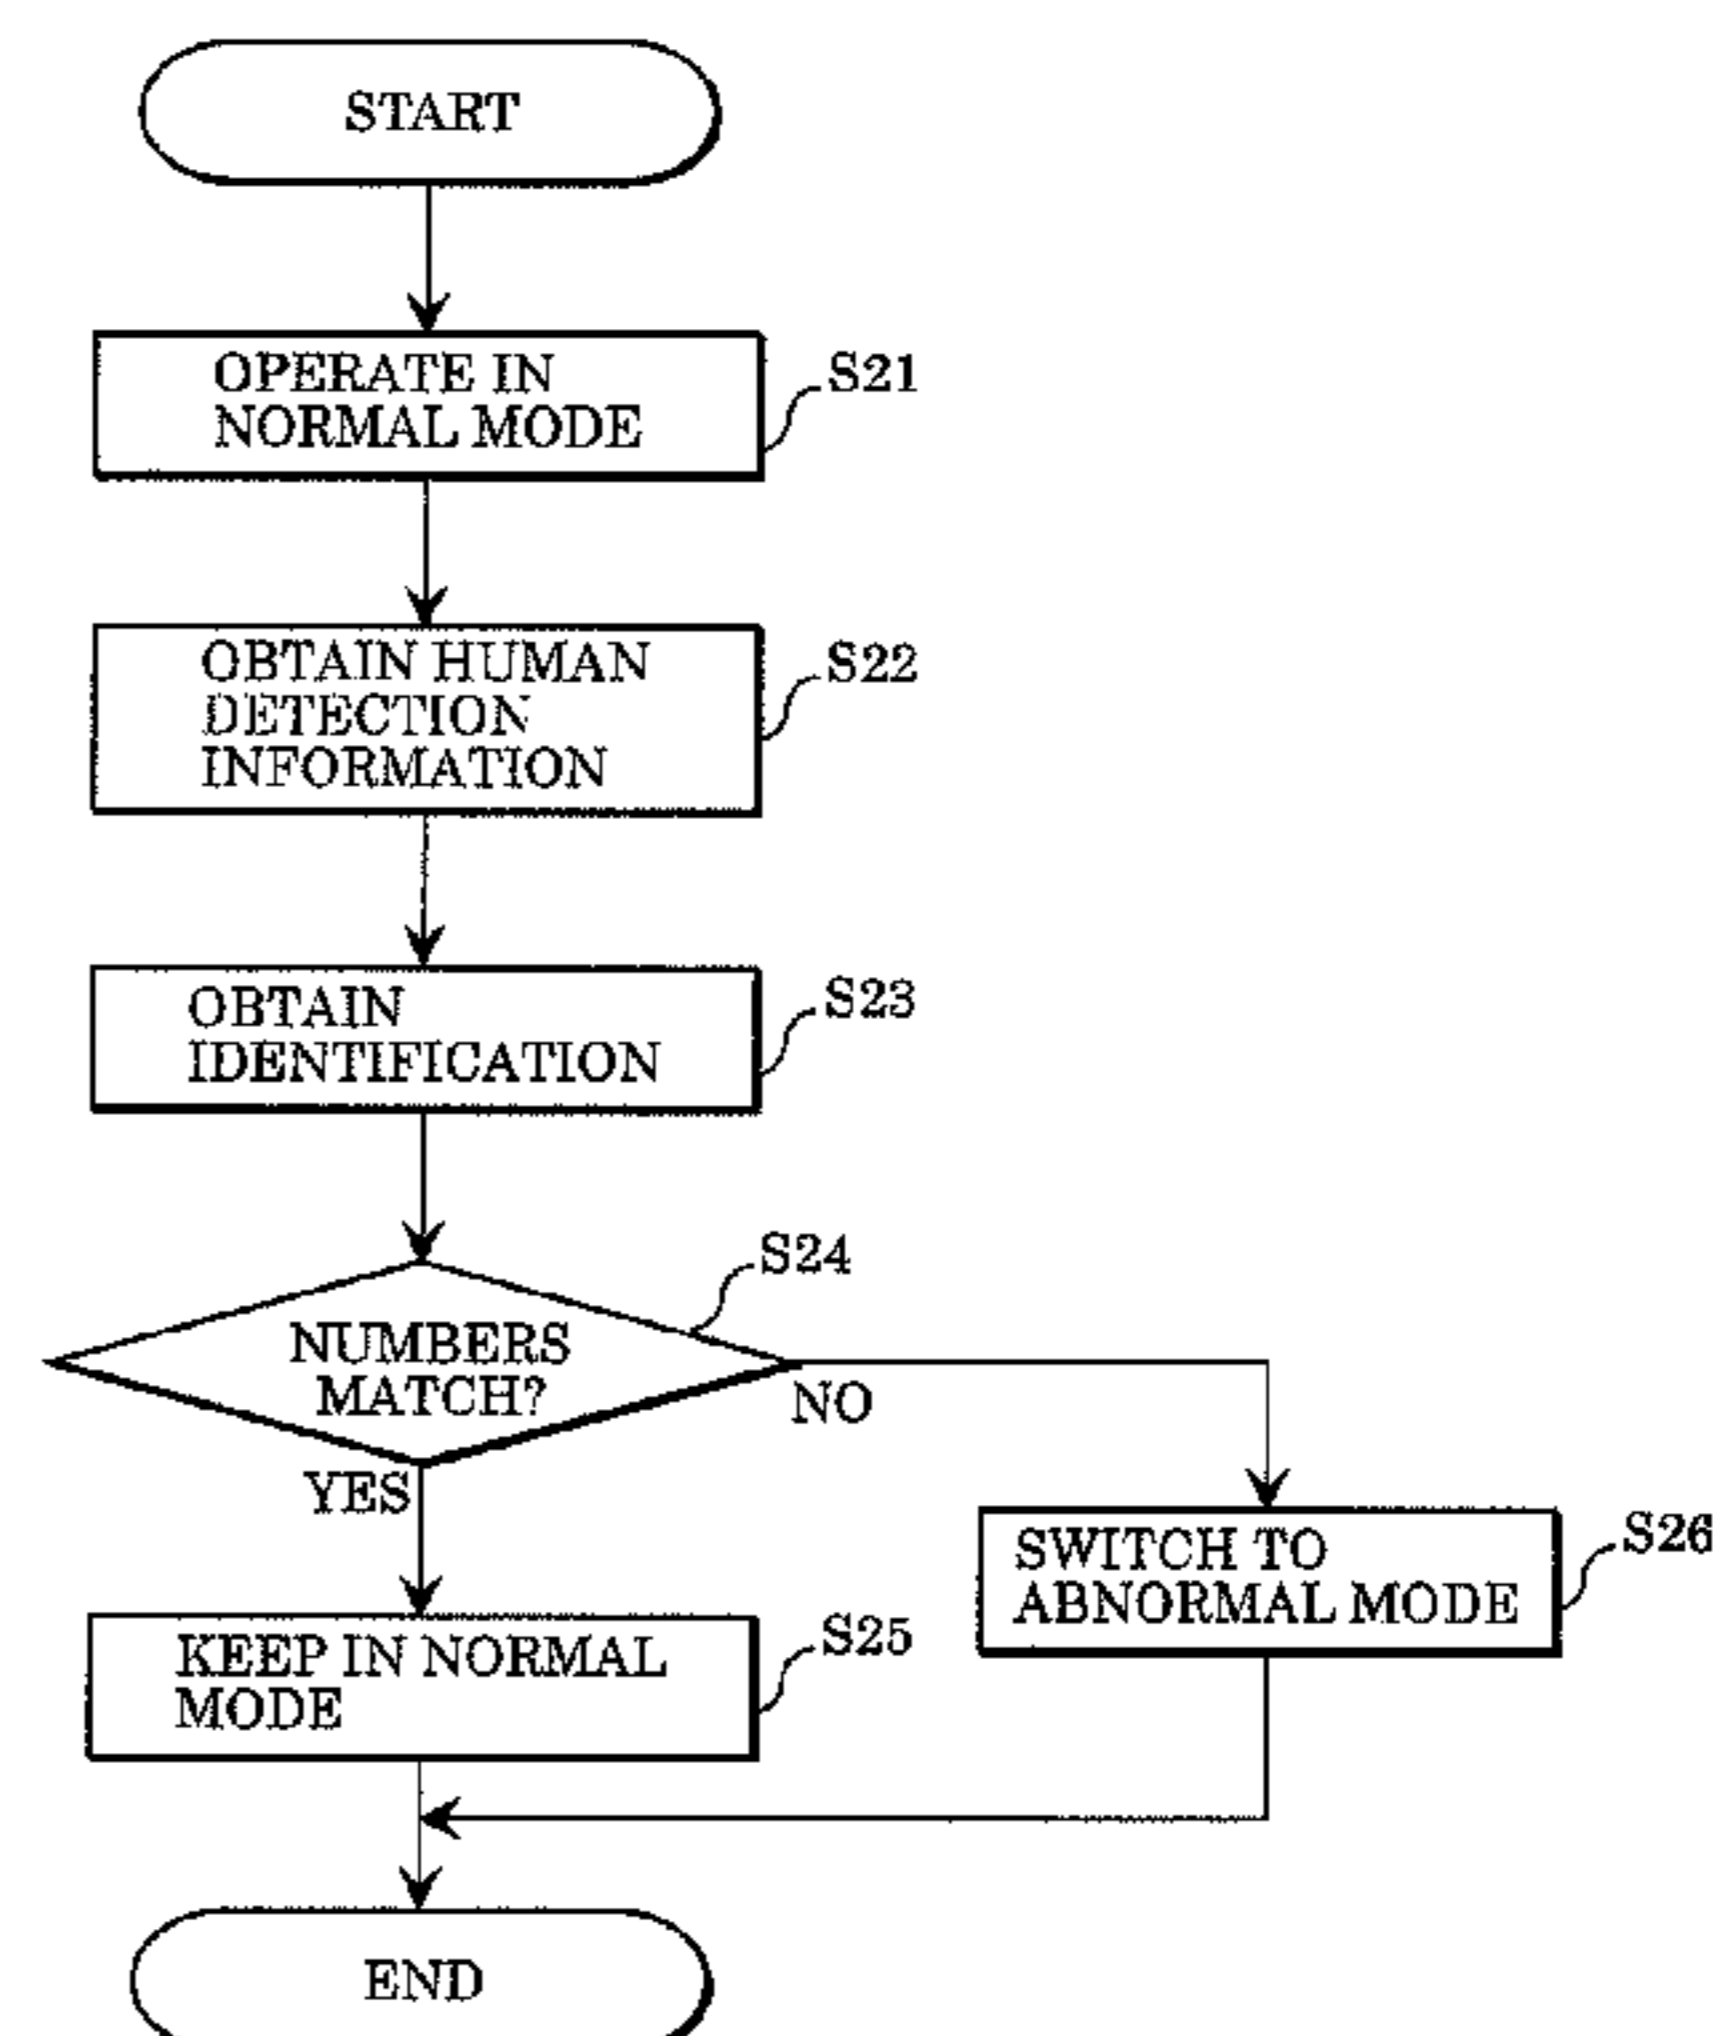 START
OPERATE IN
NORMAL MODE
S21
OBTAIN HUMAN
DETECTION
INFORMATION
S22
OBTAIN
IDENTIFICATION
S23
S24
NUMBERS
MATCH?
NO
YES
SWITCH TO
ABNORMAL MODE
S26
KEEP IN NORMAL
MODE
S25
END